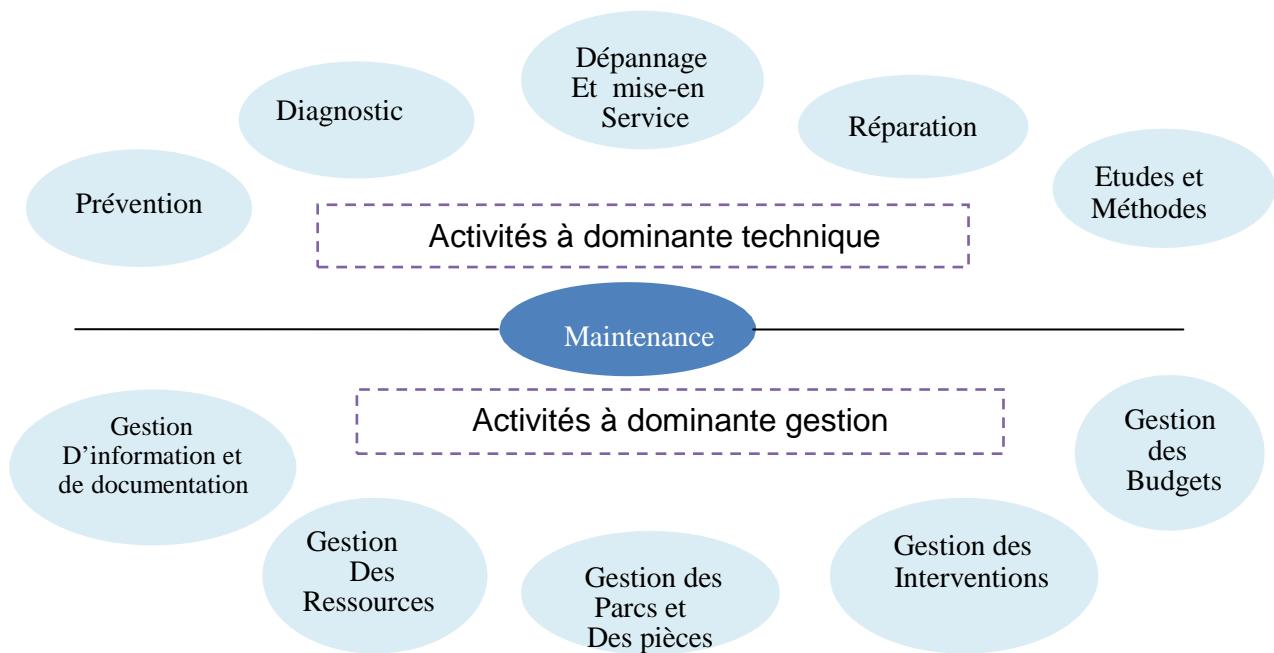 Dépannage
Et mise-en
Service
Diagnostic
Réparation
Prévention
Etudes et
Méthodes
Activités à dominante technique
Maintenance
Activités à dominante gestion
Gestion
D'information et
de documentation
Gestion
des
Budgets
Gestion
Des
Ressources
Gestion des
Parcs et
Des pièces
Gestion des
Interventions